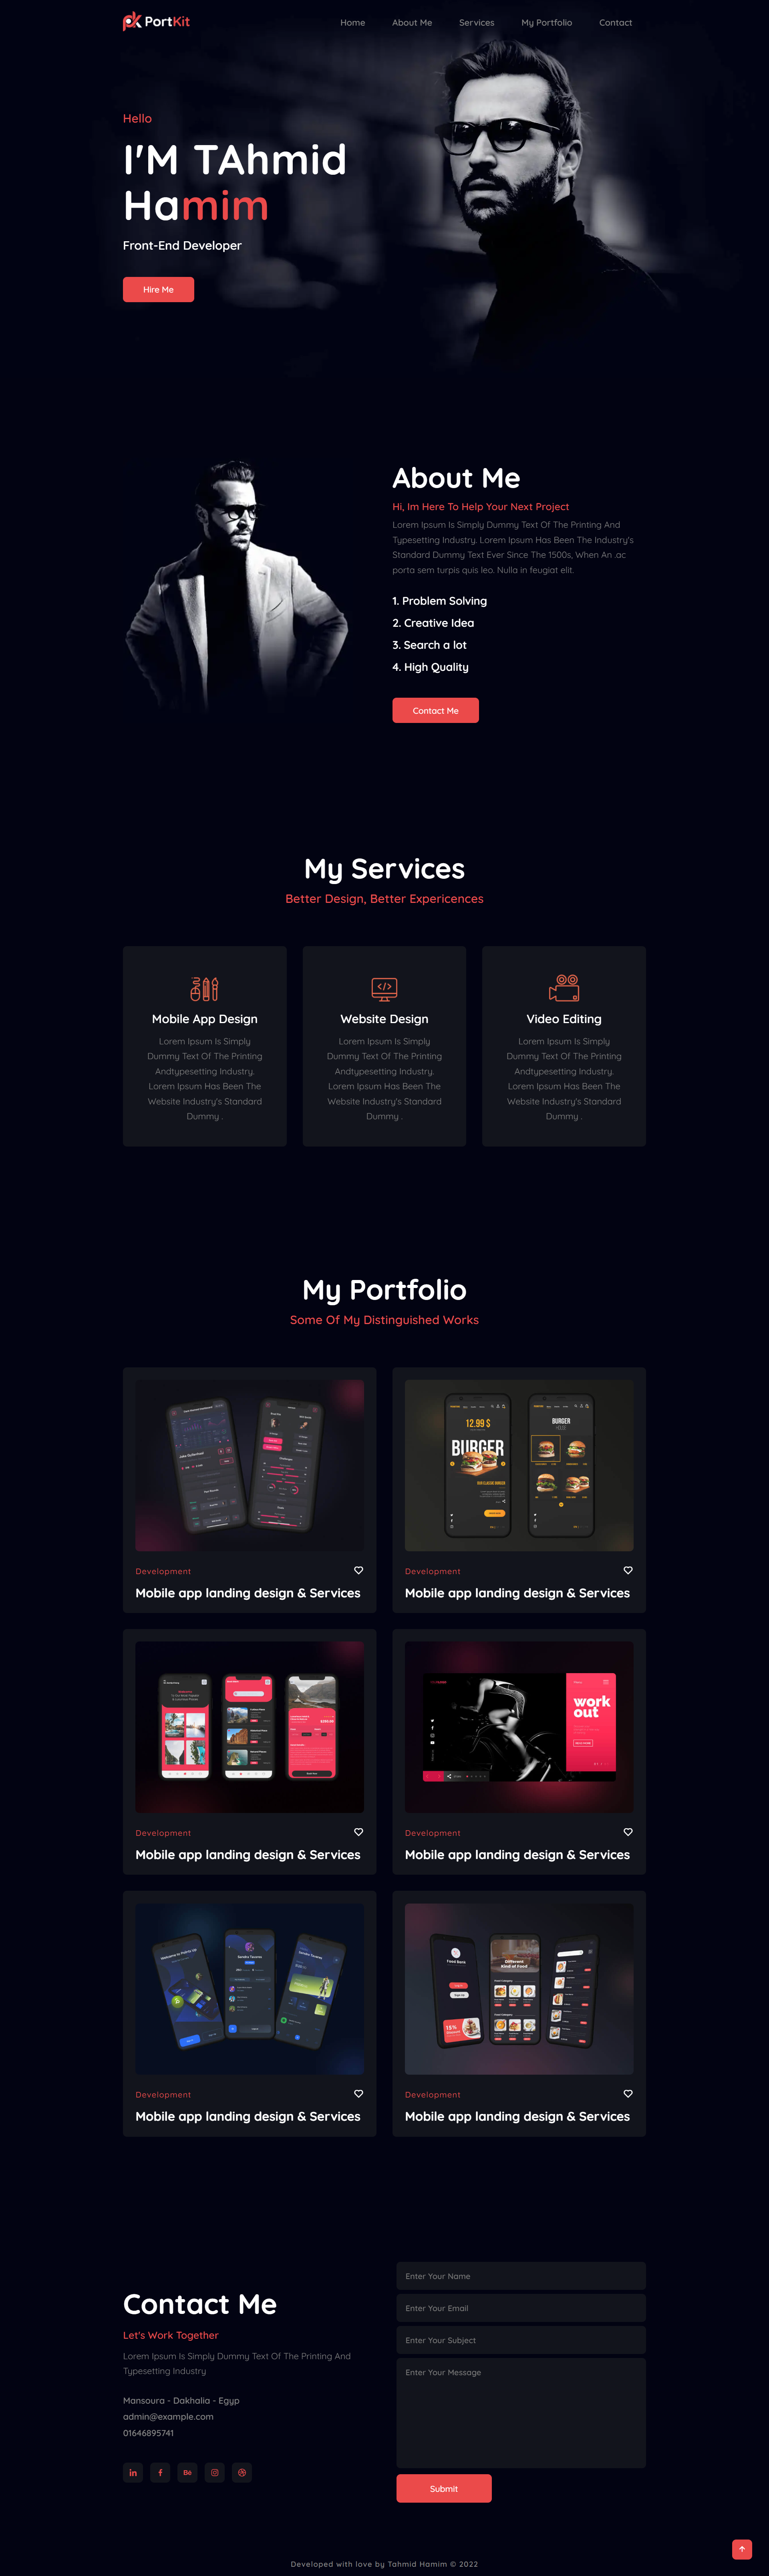 PortKit
Home About Me Services My Portfolio Contact
Hello
I'M TAhmid
Hamim
Front-End Developer
Hire Me
About Me
Hi, Im Here To Help Your Next Project
Lorem Ipsum Is Simply Dummy Text Of The Printing And
Typesetting Industry. Lorem Ipsum Has Been The Industry's
Standard Dummy Text Ever Since The 1500s, When An .ac
porta sem turpis quis leo. Nulla in feugiat elit.
1. Problem Solving
2. Creative Idea
3. Search a lot
4. High Quality
Contact Me
My Services
Better Design, Better Expericences
Mobile App Design
Lorem Ipsum Is Simply
Dummy Text Of The Printing
Andtypesetting Industry.
Lorem Ipsum Has Been The
Website Industry's Standard
Dummy .
Website Design
Lorem Ipsum Is Simply
Dummy Text Of The Printing
Andtypesetting Industry.
Lorem Ipsum Has Been The
Website Industry's Standard
Dummy .
Video Editing
Lorem Ipsum Is Simply
Dummy Text Of The Printing
Andtypesetting Industry.
Lorem Ipsum Has Been The
Website Industry's Standard
Dummy .
My Portfolio
Some Of My Distinguished Works
Development
Mobile app landing design & Services
12.99 $
BURGER
BURGER
Development
Mobile app landing design & Services
Development
Mobile app landing design & Services
work
out
Development
Mobile app landing design & Services
Development
Mobile app landing design & Services
Food Bank
Different
Kind of Food
15%
Development
Mobile app landing design & Services
Contact Me
Let's Work Together
Lorem Ipsum Is Simply Dummy Text Of The Printing And
Typesetting Industry
Mansoura - Dakhalia - Egyp
admin@example.com
01646895741
Bē
Enter Your Name
Enter Your Email
Enter Your Subject
Enter Your Message
Submit
Developed with love by Tahmid Hamim © 2022